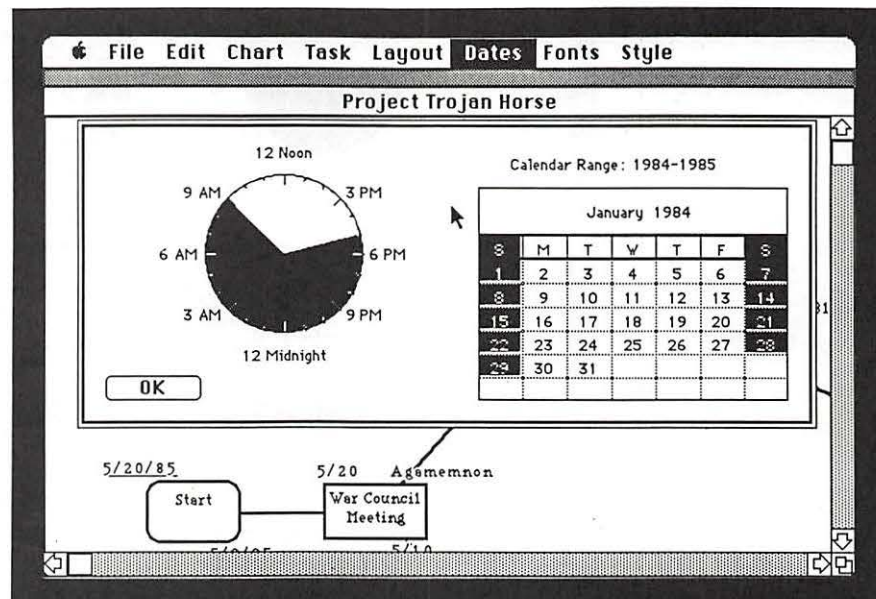 File Edit Chart Task Layout Dates Fonts Style
Project Trojan Horse
12 Noon
9 AM
3 PM
6 AM
6 PM
3 AM
9 PM
12 Midnight
OK
Calendar Range: 1984-1985
January 1984
S M T W T F S
1 2 3 4 5 6 7
8 9 10 11 12 13 14
15 16 17 18 19 20 21
22 23 24 25 26 27 28
29 30 31
5/20/85
5/20 Agamemnon
Start
War Council
Meeting